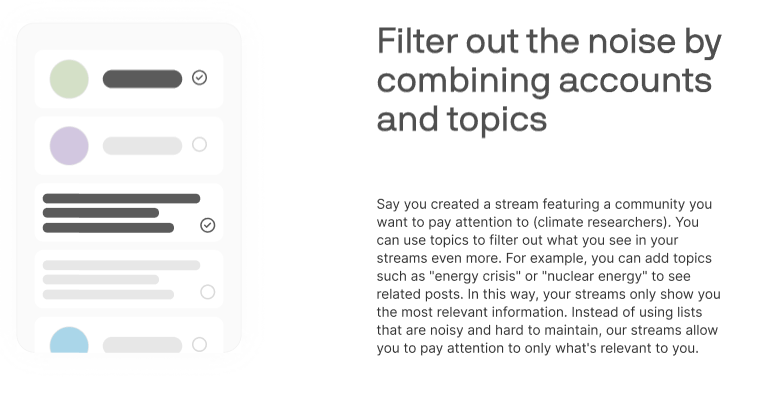 Filter out the noise by
combining accounts
and topics
Say you created a stream featuring a community you
want to pay attention to (climate researchers). You
can use topics to filter out what you see in your
streams even more. For example, you can add topics
such as "energy crisis" or "nuclear energy" to see
related posts. In this way, your streams only show you
the most relevant information. Instead of using lists
that are noisy and hard to maintain, our streams allow
you to pay attention to only what's relevant to you.